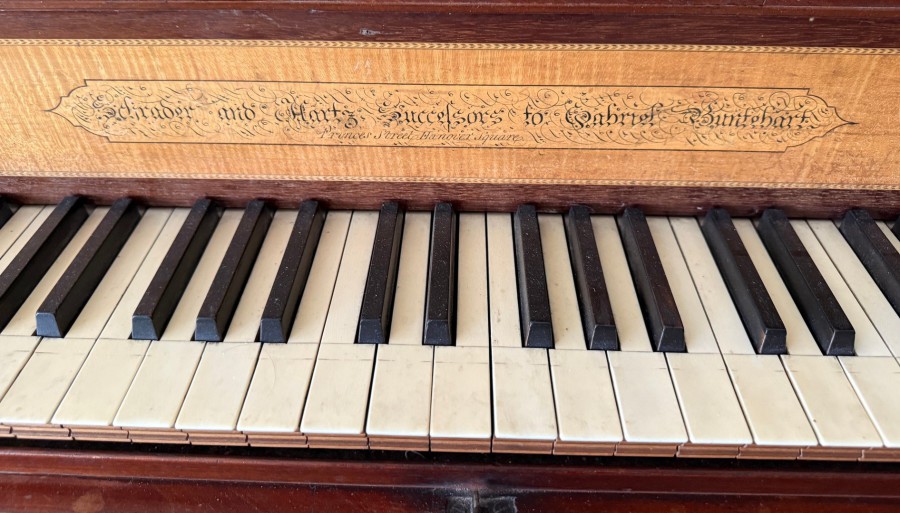 Schrader and Hartz Succeſsors to Gabriel Buntebart
Princes Street Hanover Square